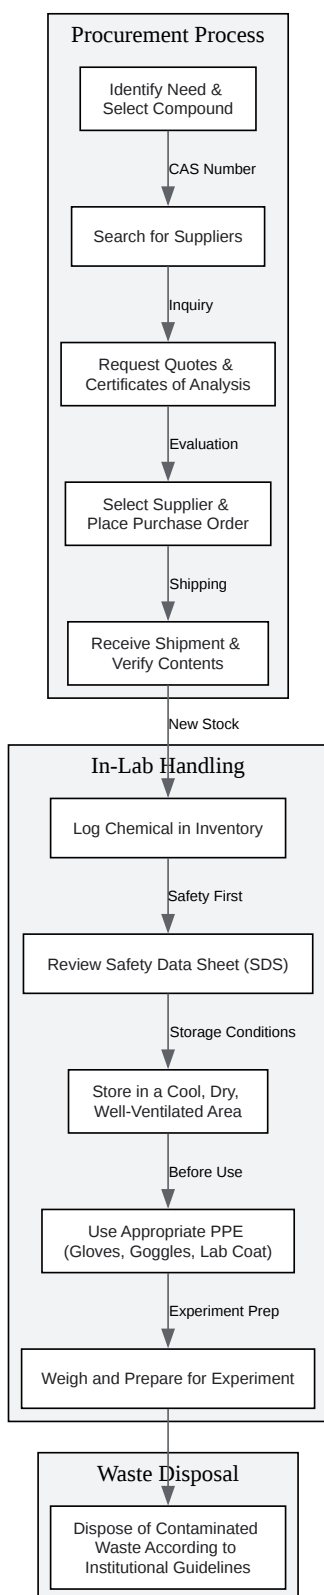 Procurement Process
Identify Need &
Select Compound
CAS Number
Search for Suppliers
Inquiry
Request Quotes &
Certificates of Analysis
Evaluation
Select Supplier &
Place Purchase Order
Shipping
Receive Shipment &
Verify Contents
New Stock
In-Lab Handling
Log Chemical in Inventory
Safety First
Review Safety Data Sheet (SDS)
Storage Conditions
Store in a Cool, Dry,
Well-Ventilated Area
Before Use
Use Appropriate PPE
(Gloves, Goggles, Lab Coat)
Experiment Prep
Weigh and Prepare for Experiment
Waste Disposal
Dispose of Contaminated
Waste According to
Institutional Guidelines